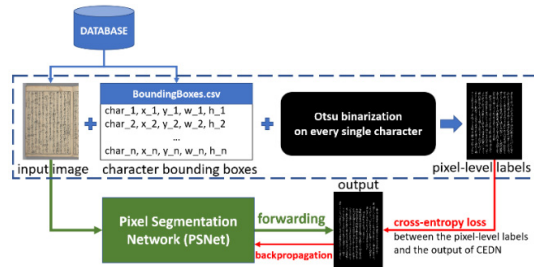 DATABASE
BoundingBoxes.csv
char_1, x_1, y_1, w_1, h_1
char_2, x_2, y_2, w_2, h_2
...
char_n, x_n, y_n, w_n, h_n
Otsu binarization
on every single character
input image
character bounding boxes
pixel-level labels
output
Pixel Segmentation
Network (PSNet)
forwarding
backpropagation
cross-entropy loss
between the pixel-level labels
and the output of CEDN